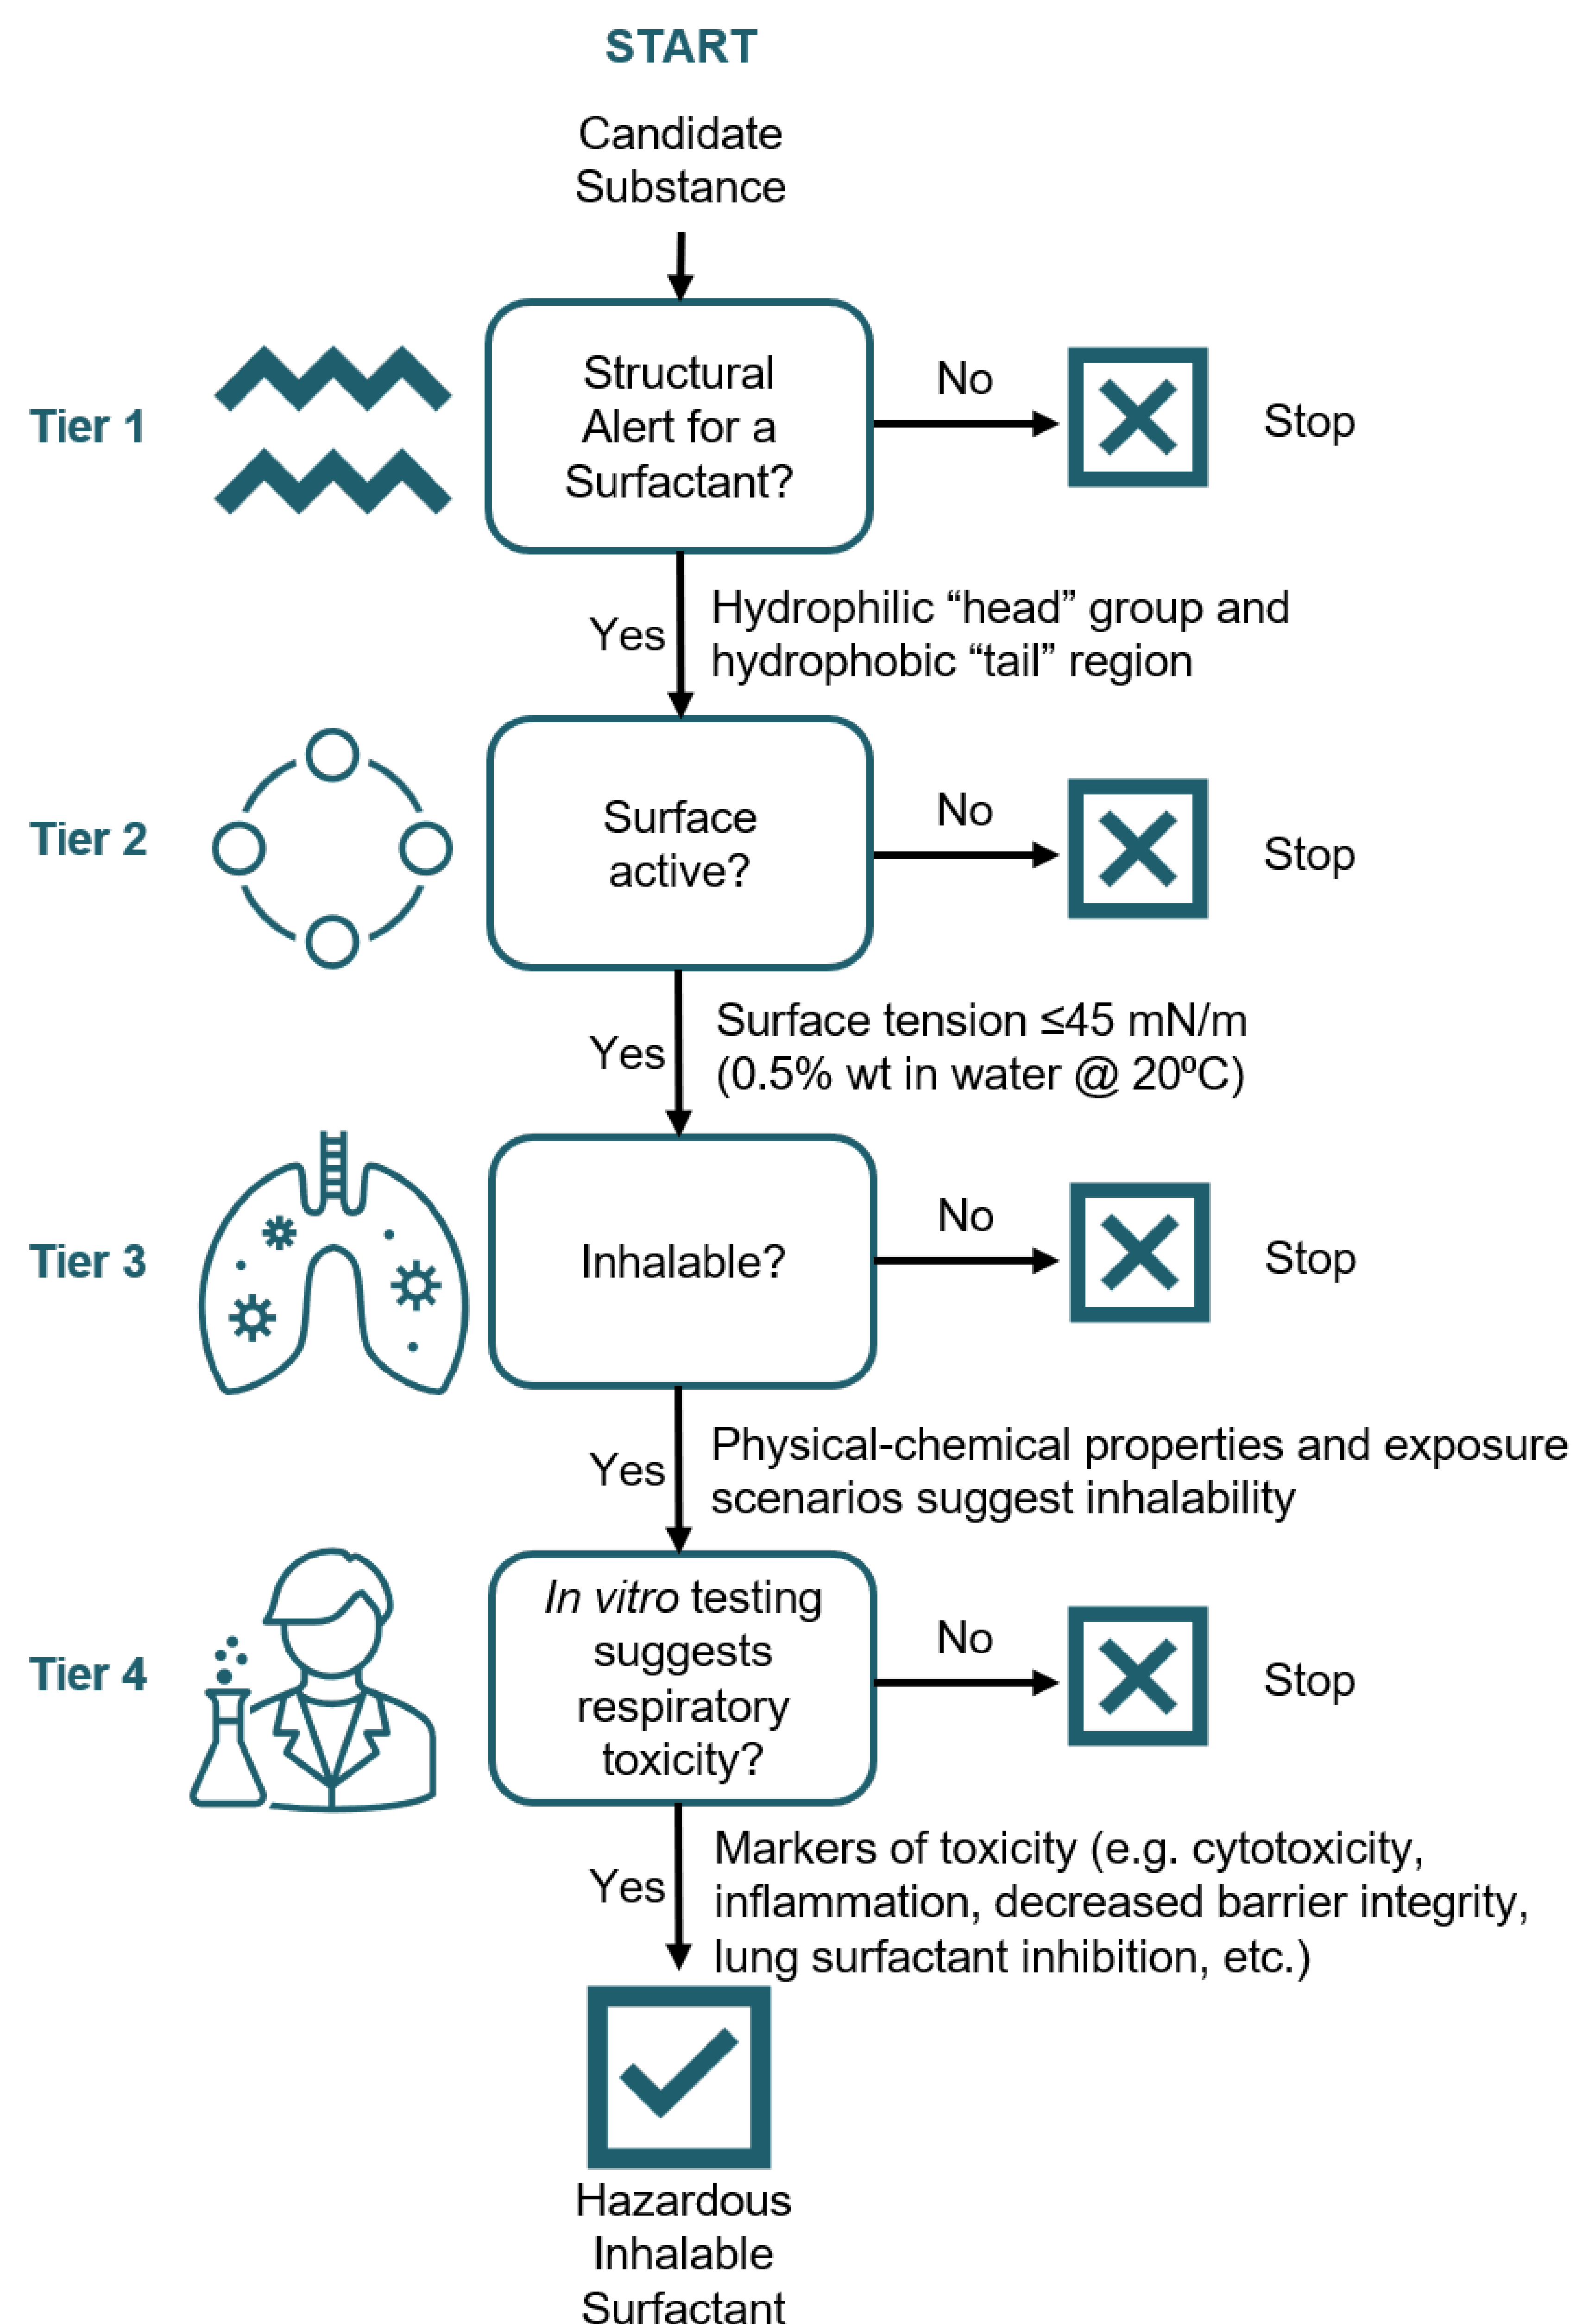 START
Candidate
Substance
Tier 1
Structural
Alert for a
Surfactant?
No
Stop
Yes
Hydrophilic “head” group and
hydrophobic “tail” region
Tier 2
Surface
active?
No
Stop
Yes
Surface tension ≤45 mN/m
(0.5% wt in water @ 20ºC)
Tier 3
Inhalable?
No
Stop
Yes
Physical-chemical properties and exposure
scenarios suggest inhalability
Tier 4
In vitro testing
suggests
respiratory
toxicity?
No
Stop
Yes
Markers of toxicity (e.g. cytotoxicity,
inflammation, decreased barrier integrity,
lung surfactant inhibition, etc.)
Hazardous
Inhalable
Surfactant